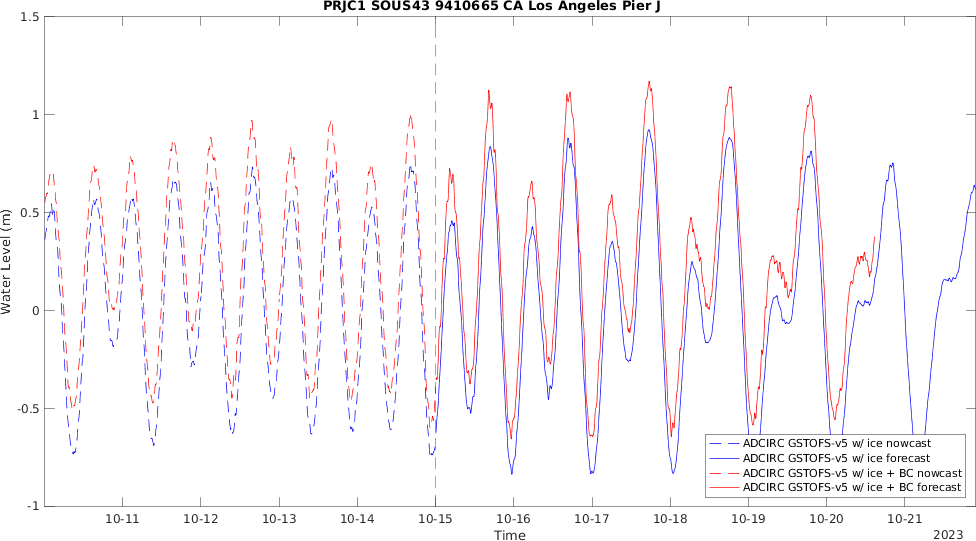 PRJC1 SOUS43 9410665 CA Los Angeles Pier J
1.5
1
0.5
0
-0.5
-1
Water Level (m)
10-11
10-12
10-13
10-14
10-15
10-16
10-17
10-18
10-19
10-20
10-21
Time
2023
ADCIRC GSTOFS-v5 w/ ice nowcast
ADCIRC GSTOFS-v5 w/ ice forecast
ADCIRC GSTOFS-v5 w/ ice + BC nowcast
ADCIRC GSTOFS-v5 w/ ice + BC forecast